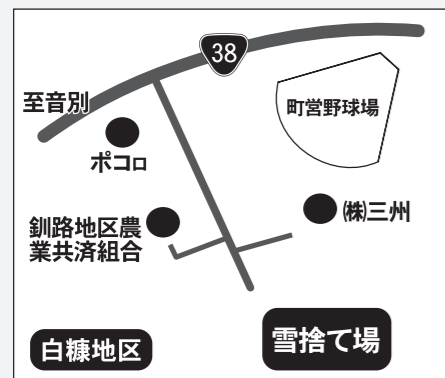 38
至音別
町営野球場
ポコロ
㈱三州
釧路地区農
業共済組合
白糠地区
雪捨て場